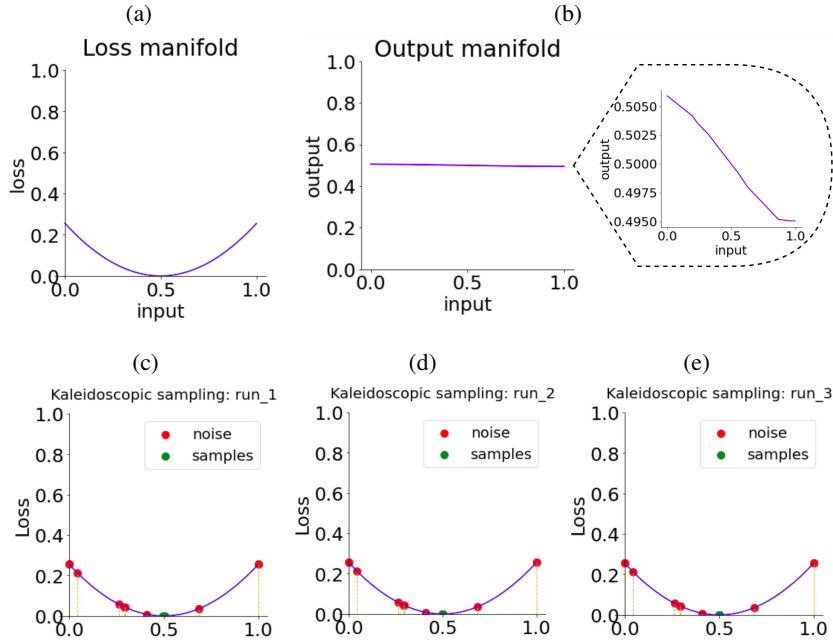 (a)
(b)
Loss manifold
Output manifold
1.0
0.8
0.6
0.4
0.2
0.0
loss
0.0
0.5
1.0
input
1.0
0.8
0.6
0.4
0.2
0.0
output
0.0
0.5
1.0
input
0.5050
0.5025
0.5000
0.4975
0.4950
output
0.0
0.5
1.0
input
(c)
(d)
(e)
Kaleidoscopic sampling: run_1
Kaleidoscopic sampling: run_2
Kaleidoscopic sampling: run_3
1.0
0.8
0.6
0.4
0.2
0.0
Loss
noise
samples
0.0
0.5
1.0
1.0
0.8
0.6
0.4
0.2
0.0
Loss
noise
samples
0.0
0.5
1.0
1.0
0.8
0.6
0.4
0.2
0.0
Loss
noise
samples
0.0
0.5
1.0